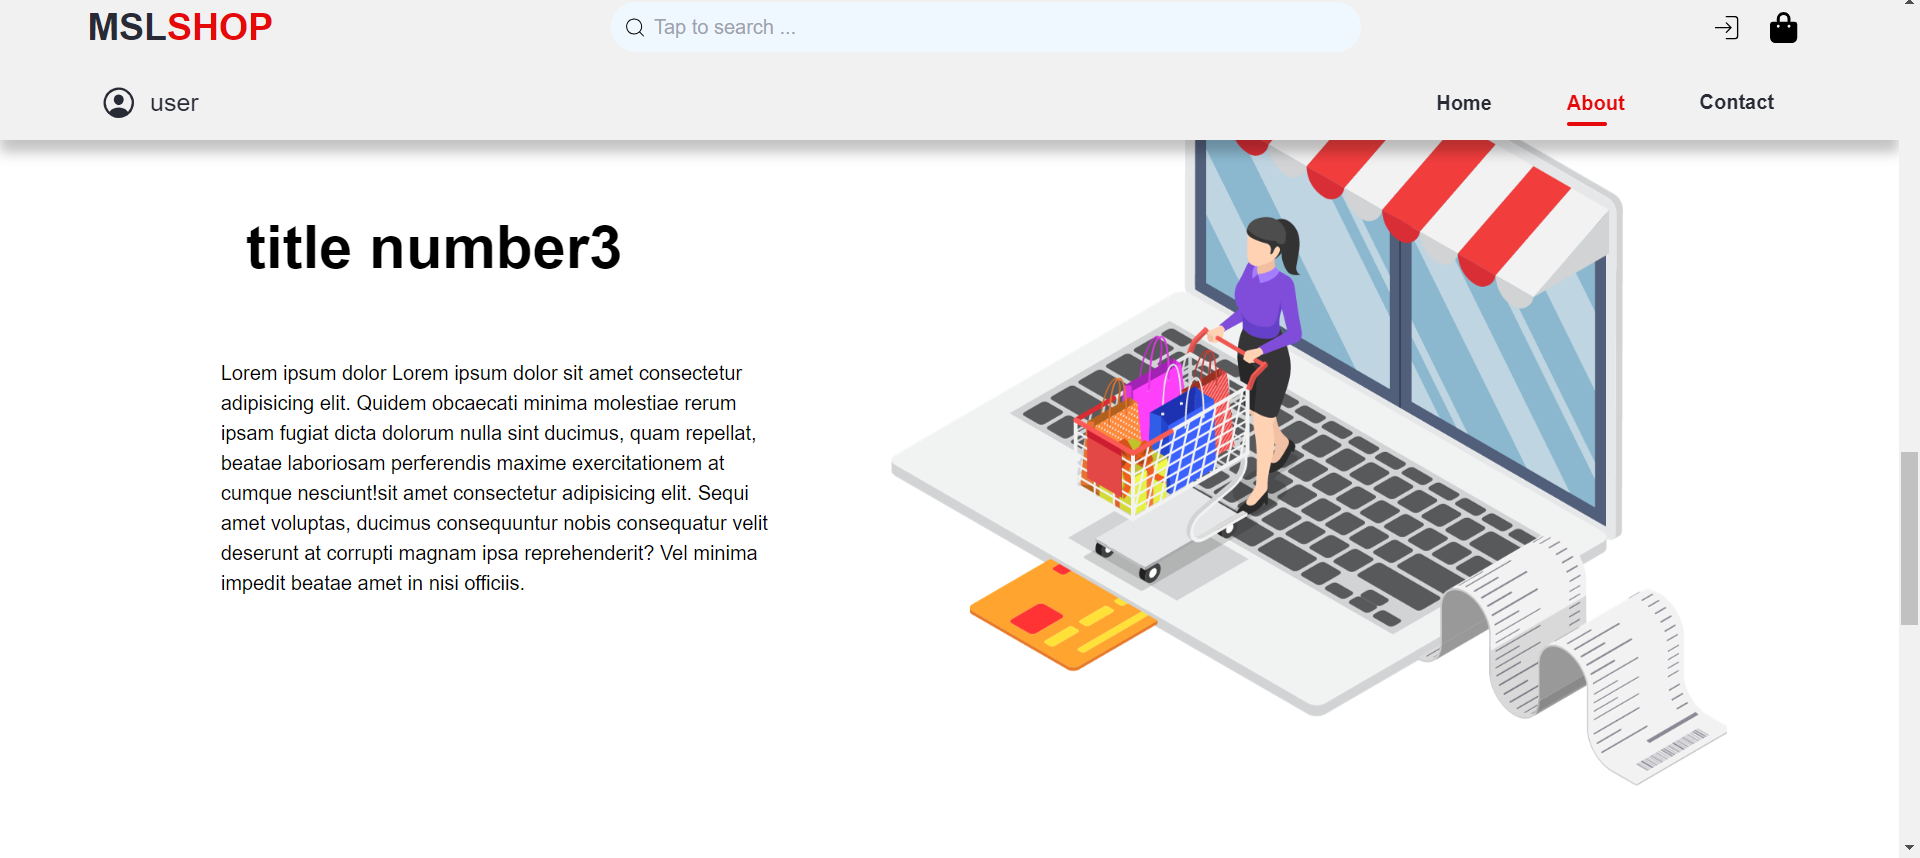 MSLSHOP
Tap to search ...
user
Home
About
Contact
title number3
Lorem ipsum dolor Lorem ipsum dolor sit amet consectetur
adipisicing elit. Quidem obcaecati minima molestiae rerum
ipsam fugiat dicta dolorum nulla sint ducimus, quam repellat,
beatae laboriosam perferendis maxime exercitationem at
cumque nesciunt!sit amet consectetur adipisicing elit. Sequi
amet voluptas, ducimus consequuntur nobis consequatur velit
deserunt at corrupti magnam ipsa reprehenderit? Vel minima
impedit beatae amet in nisi officiis.